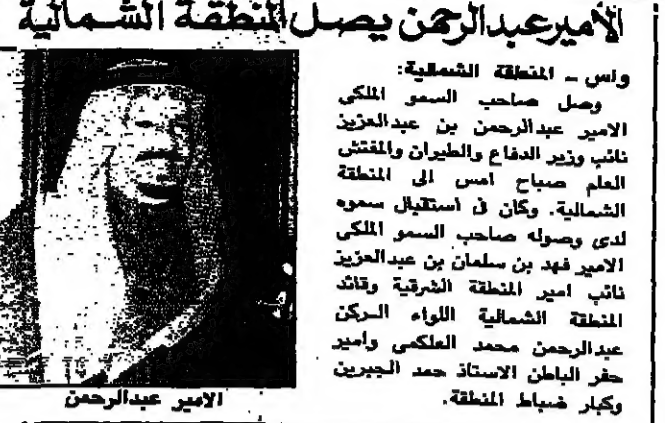 الأمير عبدالرحمن يصل المنطقة الشمالية
واس - المنطقة الشمالية:
وصل صاحب السمو الملكي
الامير عبدالرحمن بن عبدالعزيز
نائب وزير الدفاع والطيران والمفتش
العام صباح امس الى المنطقة
الشمالية. وكان في استقبال سموه
لدى وصوله صاحب السمو الملكي
الامير فهد بن سلمان بن عبدالعزيز
نائب امير المنطقة الشرقية وقائد
المنطقة الشمالية اللواء الركن
عبدالرحمن محمد العلكمي وامير
حفر الباطن الاستاذ حمد الجبرين
وكبار ضباط المنطقة.
الامير عبدالرحمن